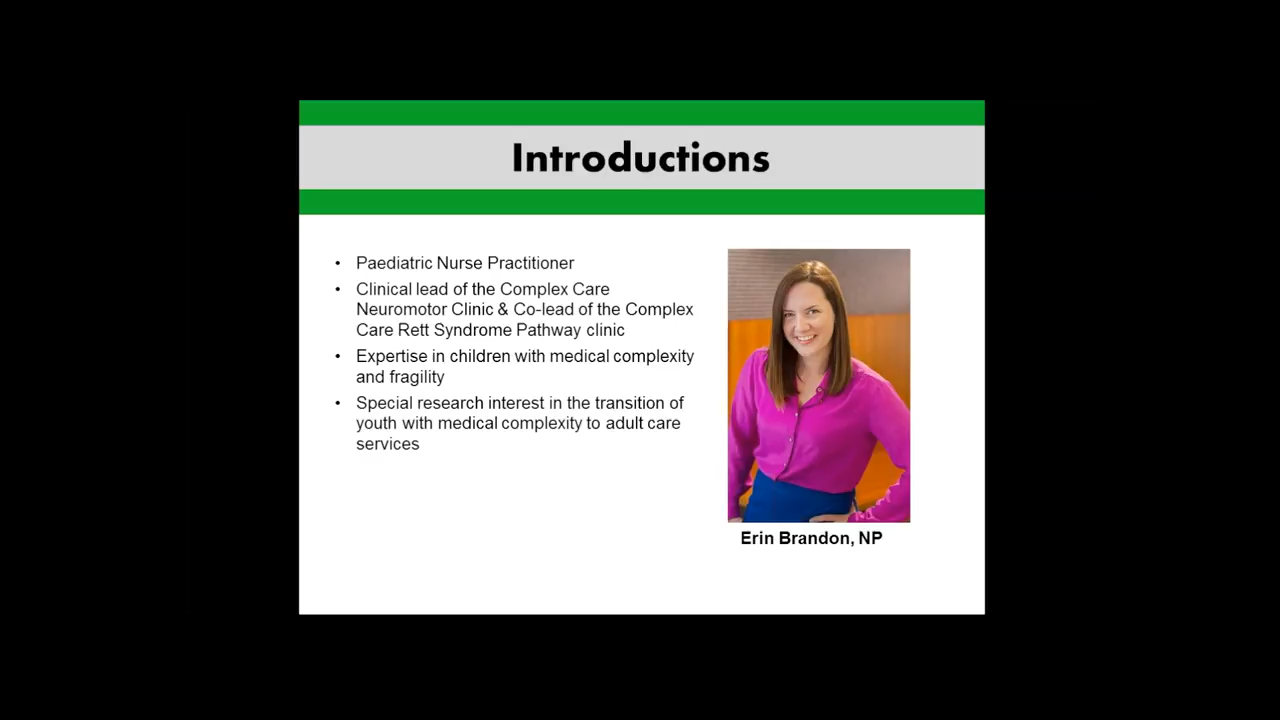 Introductions
• Paediatric Nurse Practitioner
• Clinical lead of the Complex Care
Neuromotor Clinic & Co-lead of the Complex
Care Rett Syndrome Pathway clinic
• Expertise in children with medical complexity
and fragility
• Special research interest in the transition of
youth with medical complexity to adult care
services
Erin Brandon, NP